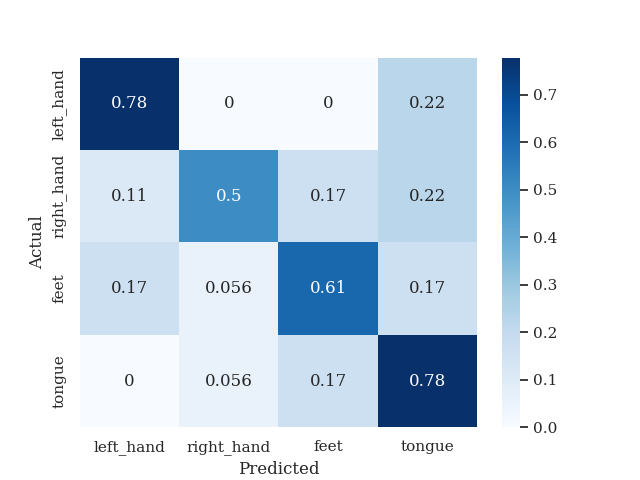 left_hand 0.78 0 0 0.22
right_hand 0.11 0.5 0.17 0.22
feet 0.17 0.056 0.61 0.17
tongue 0 0.056 0.17 0.78
left_hand right_hand feet tongue
Predicted
Actual
0.7
0.6
0.5
0.4
0.3
0.2
0.1
0.0